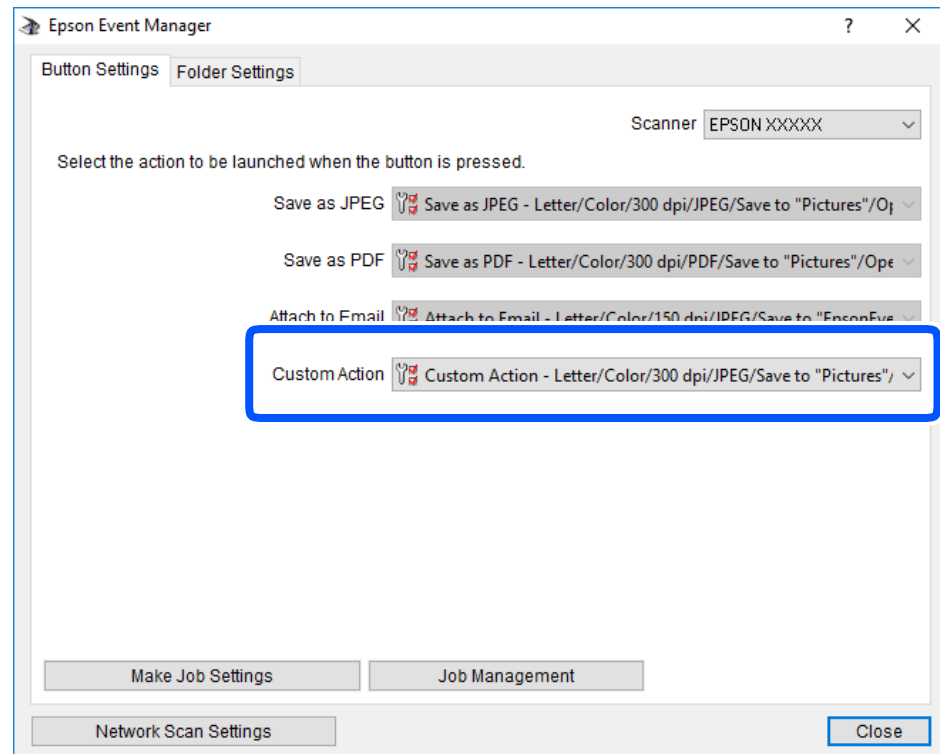 Epson Event Manager
Button Settings Folder Settings
Scanner EPSON XXXXX
Select the action to be launched when the button is pressed.
Save as JPEG Save as JPEG - Letter/Color/300 dpi/JPEG/Save to "Pictures"/Op
Save as PDF Save as PDF - Letter/Color/300 dpi/PDF/Save to "Pictures"/Ope
Attach to Email Attach to Email - Letter/Color/150 dpi/JPEG/Save to "EpsonEve
Custom Action Custom Action - Letter/Color/300 dpi/JPEG/Save to "Pictures"/
Make Job Settings Job Management
Network Scan Settings Close